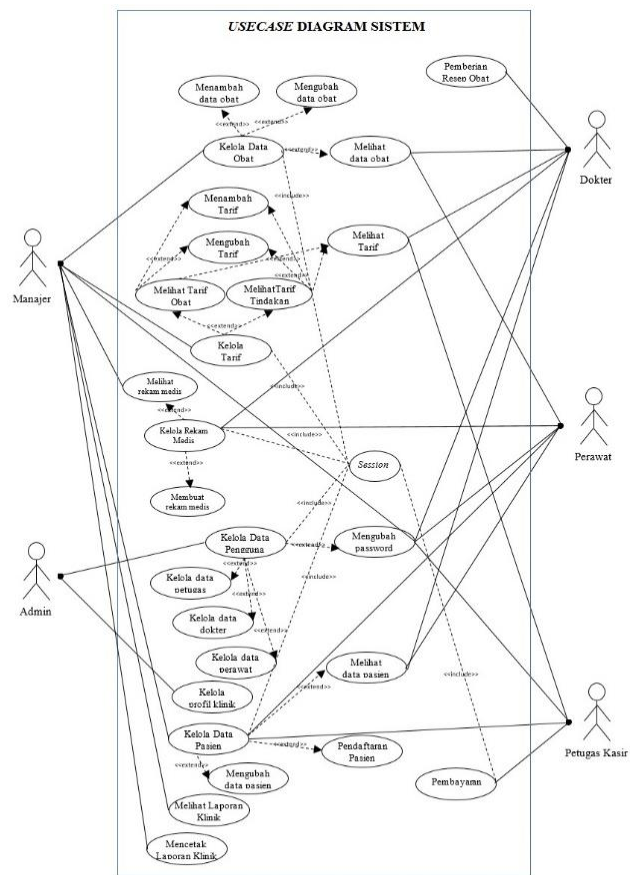 USECASE DIAGRAM SISTEM
Pemberian
Resep Obat
Menambah
data obat
Mengubah
data obat
<<extend>>
<<extend>>
Kelola Data
Obat
<<extend>>
Melihat
data obat
Dokter
Menambah
Tarif
<<include>>
Mengubah
Tarif
Melihat
Tarif
<<extend>>
<<extend>>
<<extend>>
Manajer
Melihat Tarif
Obat
MelihatTarif
Tindakan
<<extend>>
Kelola
Tarif
Melihat
rekam medis
<<include>>
<<extend>>
Kelola Rekam
Medis
<<include>>
Perawat
<<extend>>
Session
Membuat
rekam medis
<<include>>
Kelola Data
Pengguna
<<extend>>
Mengubah
password
<<extend>>
Kelola data
petugas
<<include>>
<<extend>>
Admin
Kelola data
dokter
<<extend>>
Kelola data
perawat
Melihat
data pasien
<<include>>
<<extend>>
Kelola
profil klinik
Kelola Data
Pasien
<<extend>>
Pendaftaran
Pasien
Petugas Kasir
<<extend>>
Mengubah
data pasien
Pembayaran
Melihat Laporan
Klinik
Mencetak
Laporan Klinik